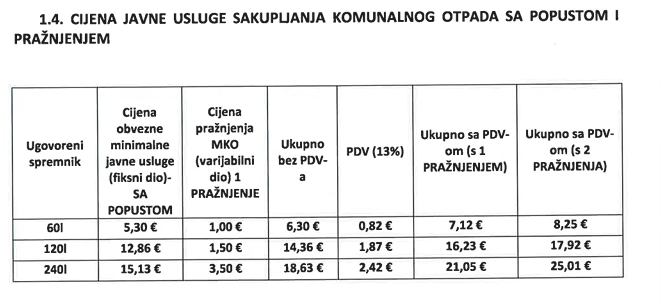 1.4. CIJENA JAVNE USLUGE SAKUPLJANJA KOMUNALNOG OTPADA SA POPUSTOM I
PRAŽNJENJEM
Ugovoreni spremnik | Cijena obvezne minimalne javne usluge (fiksni dio)- SA POPUSTOM | Cijena pražnjenja MKO (varijabilni dio) 1 PRAŽNJENJE | Ukupno bez PDV-a | PDV (13%) | Ukupno sa PDV-om (s 1 PRAŽNJENJEM) | Ukupno sa PDV-om (s 2 PRAŽNJENJA)
60l | 5,30 € | 1,00 € | 6,30 € | 0,82 € | 7,12 € | 8,25 €
120l | 12,86 € | 1,50 € | 14,36 € | 1,87 € | 16,23 € | 17,92 €
240l | 15,13 € | 3,50 € | 18,63 € | 2,42 € | 21,05 € | 25,01 €